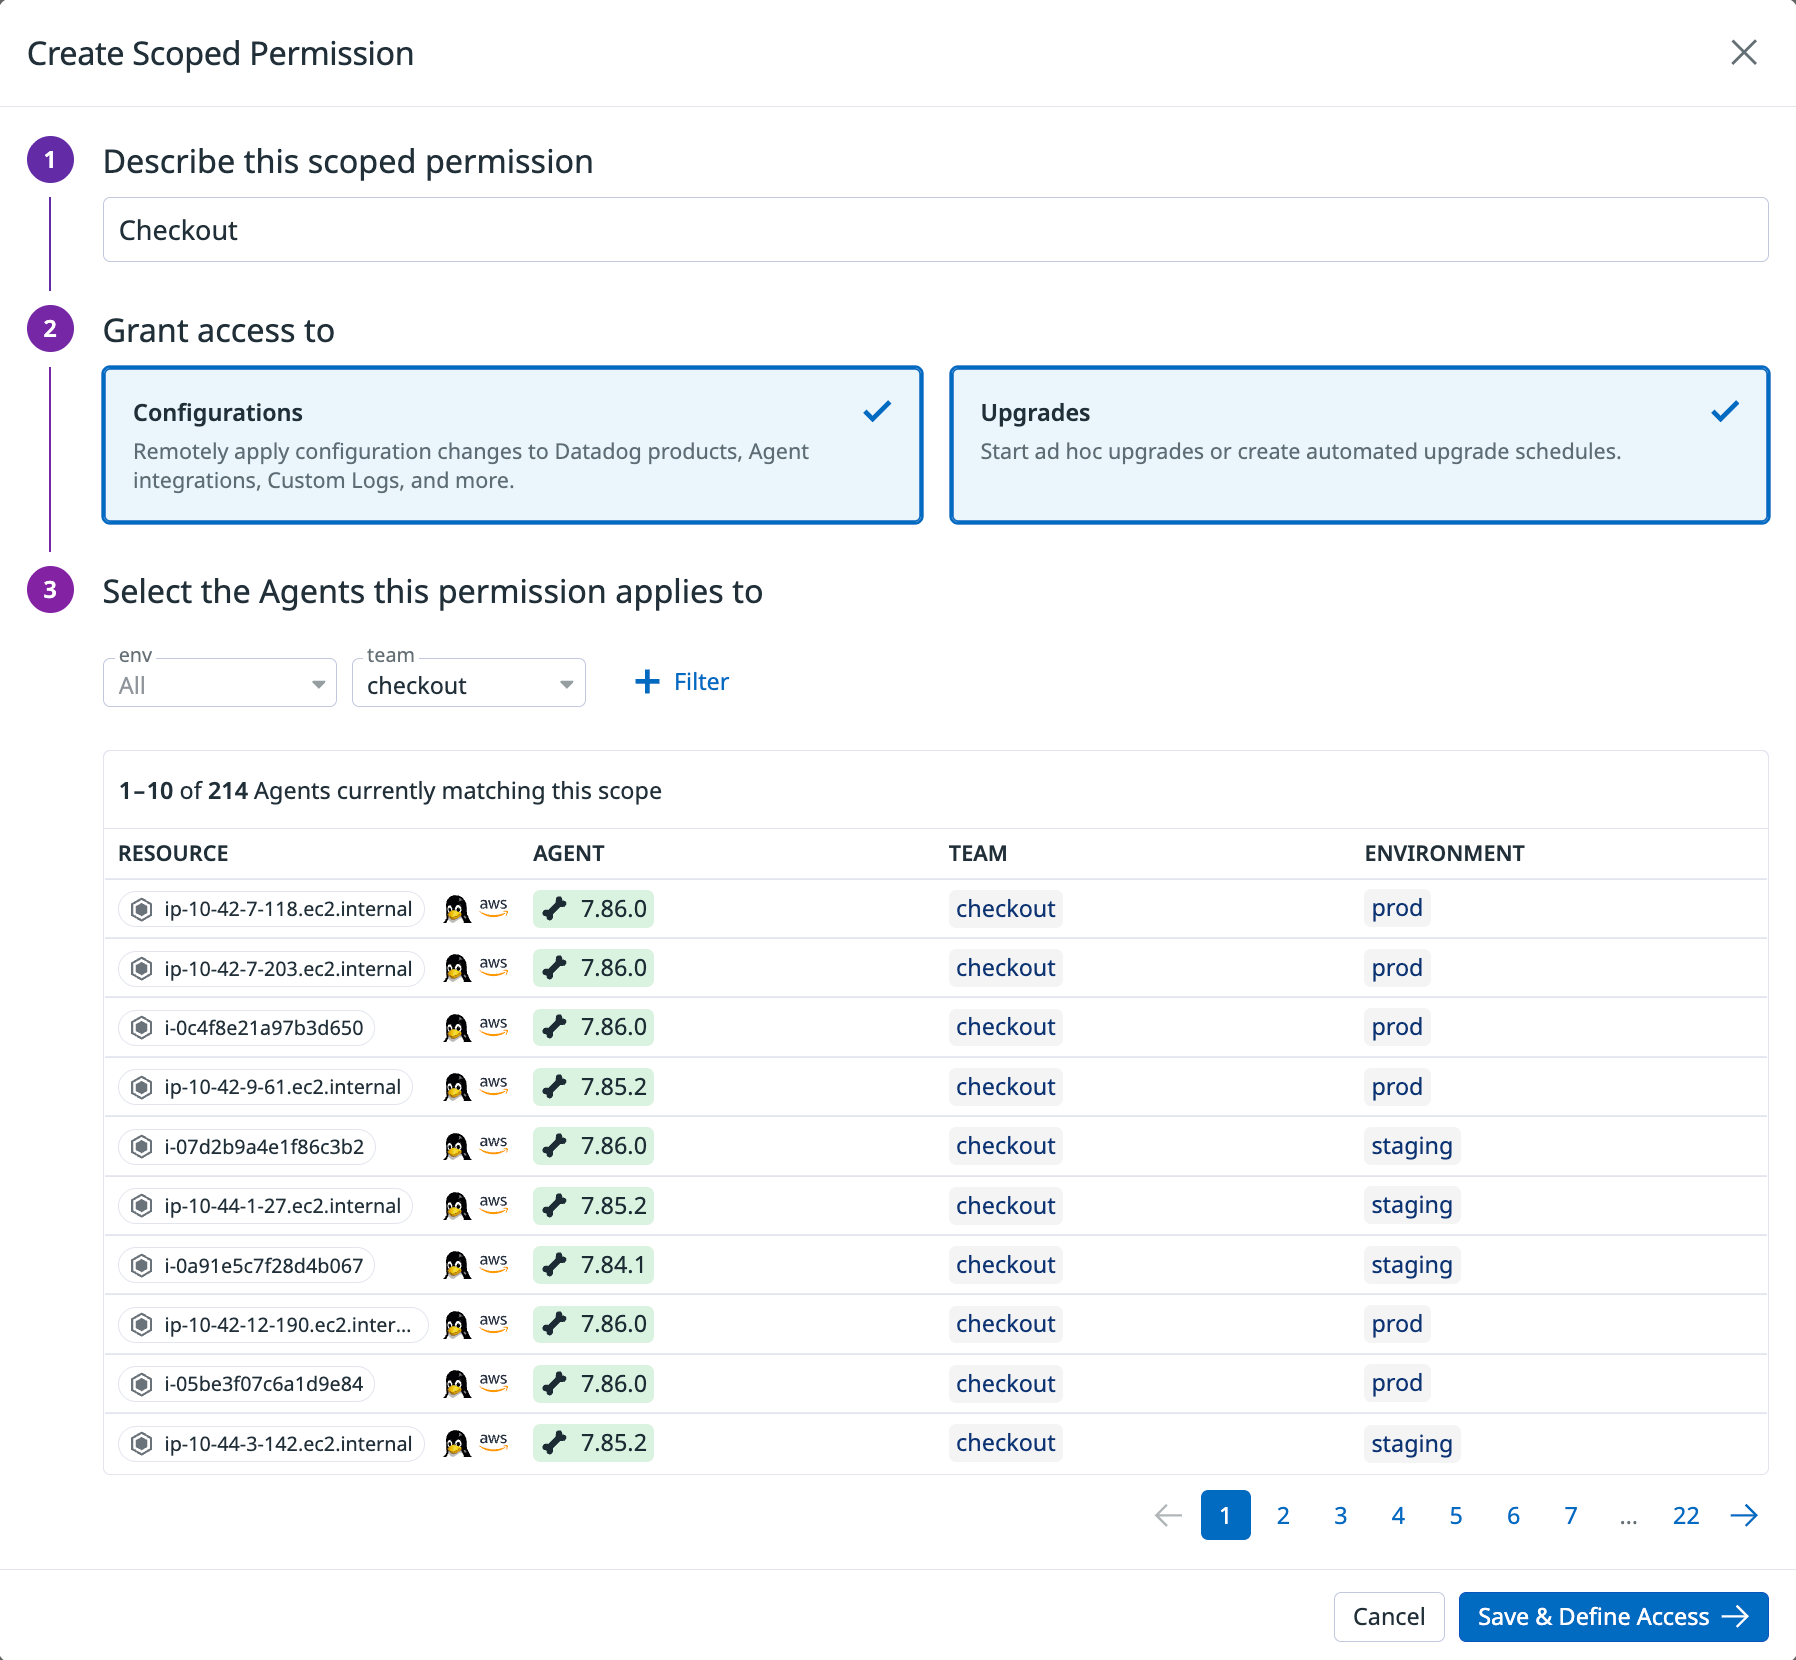 Create Scoped Permission
1
Describe this scoped permission
Checkout
2
Grant access to
Configurations
Remotely apply configuration changes to Datadog products, Agent
integrations, Custom Logs, and more.
Upgrades
Start ad hoc upgrades or create automated upgrade schedules.
3
Select the Agents this permission applies to
env
All
team
checkout
Filter
1–10 of 214 Agents currently matching this scope
RESOURCE AGENT TEAM ENVIRONMENT
ip-10-42-7-118.ec2.internal aws 7.86.0 checkout prod
ip-10-42-7-203.ec2.internal aws 7.86.0 checkout prod
i-0c4f8e21a97b3d650 aws 7.86.0 checkout prod
ip-10-42-9-61.ec2.internal aws 7.85.2 checkout prod
i-07d2b9a4e1f86c3b2 aws 7.86.0 checkout staging
ip-10-44-1-27.ec2.internal aws 7.85.2 checkout staging
i-0a91e5c7f28d4b067 aws 7.84.1 checkout staging
ip-10-42-12-190.ec2.inter... aws 7.86.0 checkout prod
i-05be3f07c6a1d9e84 aws 7.86.0 checkout prod
ip-10-44-3-142.ec2.internal aws 7.85.2 checkout staging
1 2 3 4 5 6 7 ... 22
Cancel
Save & Define Access